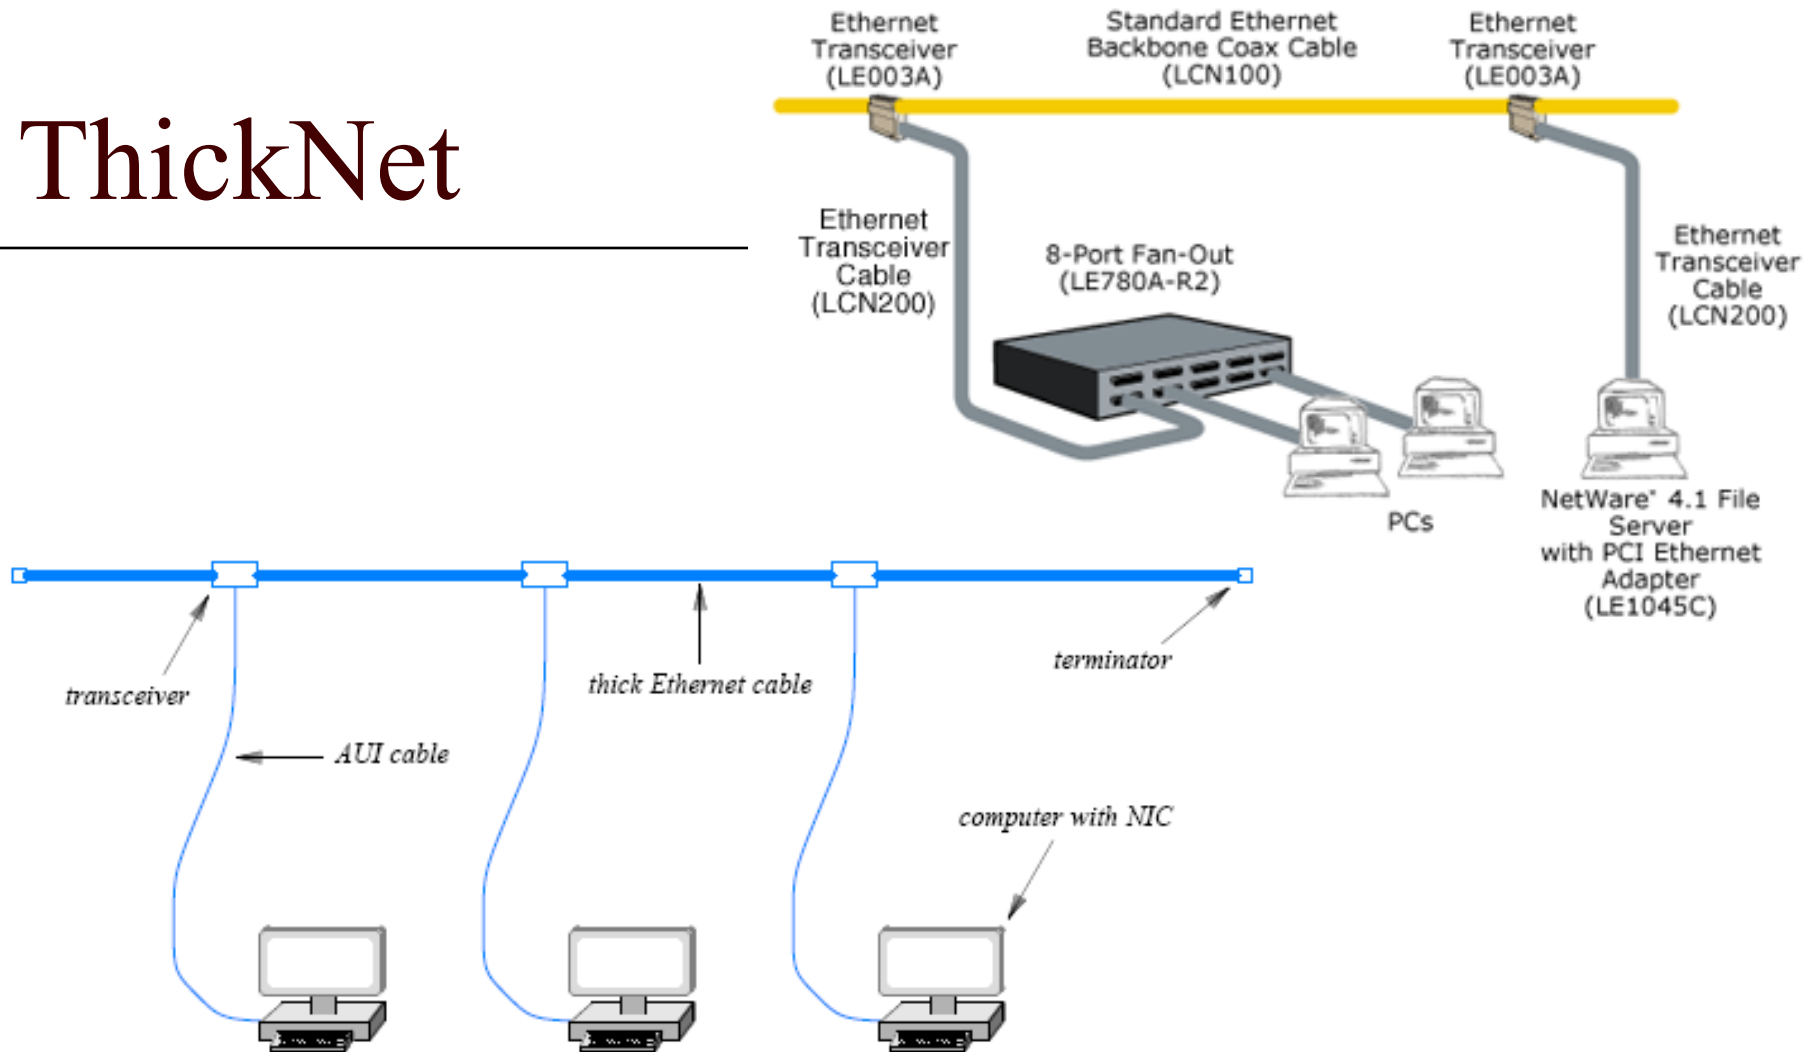 ThickNet
Ethernet
Transceiver
(LE003A)
Standard Ethernet
Backbone Coax Cable
(LCN100)
Ethernet
Transceiver
(LE003A)
Ethernet
Transceiver
Cable
(LCN200)
8-Port Fan-Out
(LE780A-R2)
Ethernet
Transceiver
Cable
(LCN200)
PCs
NetWare® 4.1 File
Server
with PCI Ethernet
Adapter
(LE1045C)
transceiver
thick Ethernet cable
terminator
AUI cable
computer with NIC